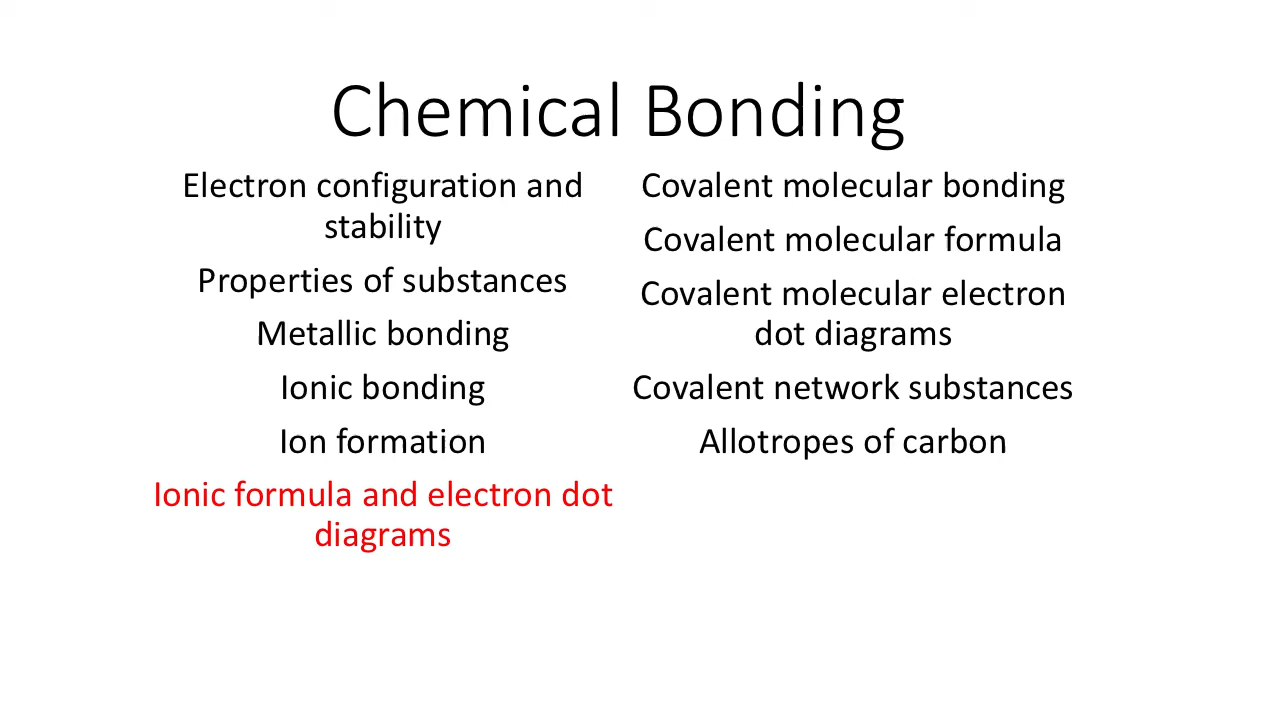 Chemical Bonding
Electron configuration and
stability
Properties of substances
Metallic bonding
Ionic bonding
Ion formation
Ionic formula and electron dot
diagrams
Covalent molecular bonding
Covalent molecular formula
Covalent molecular electron
dot diagrams
Covalent network substances
Allotropes of carbon